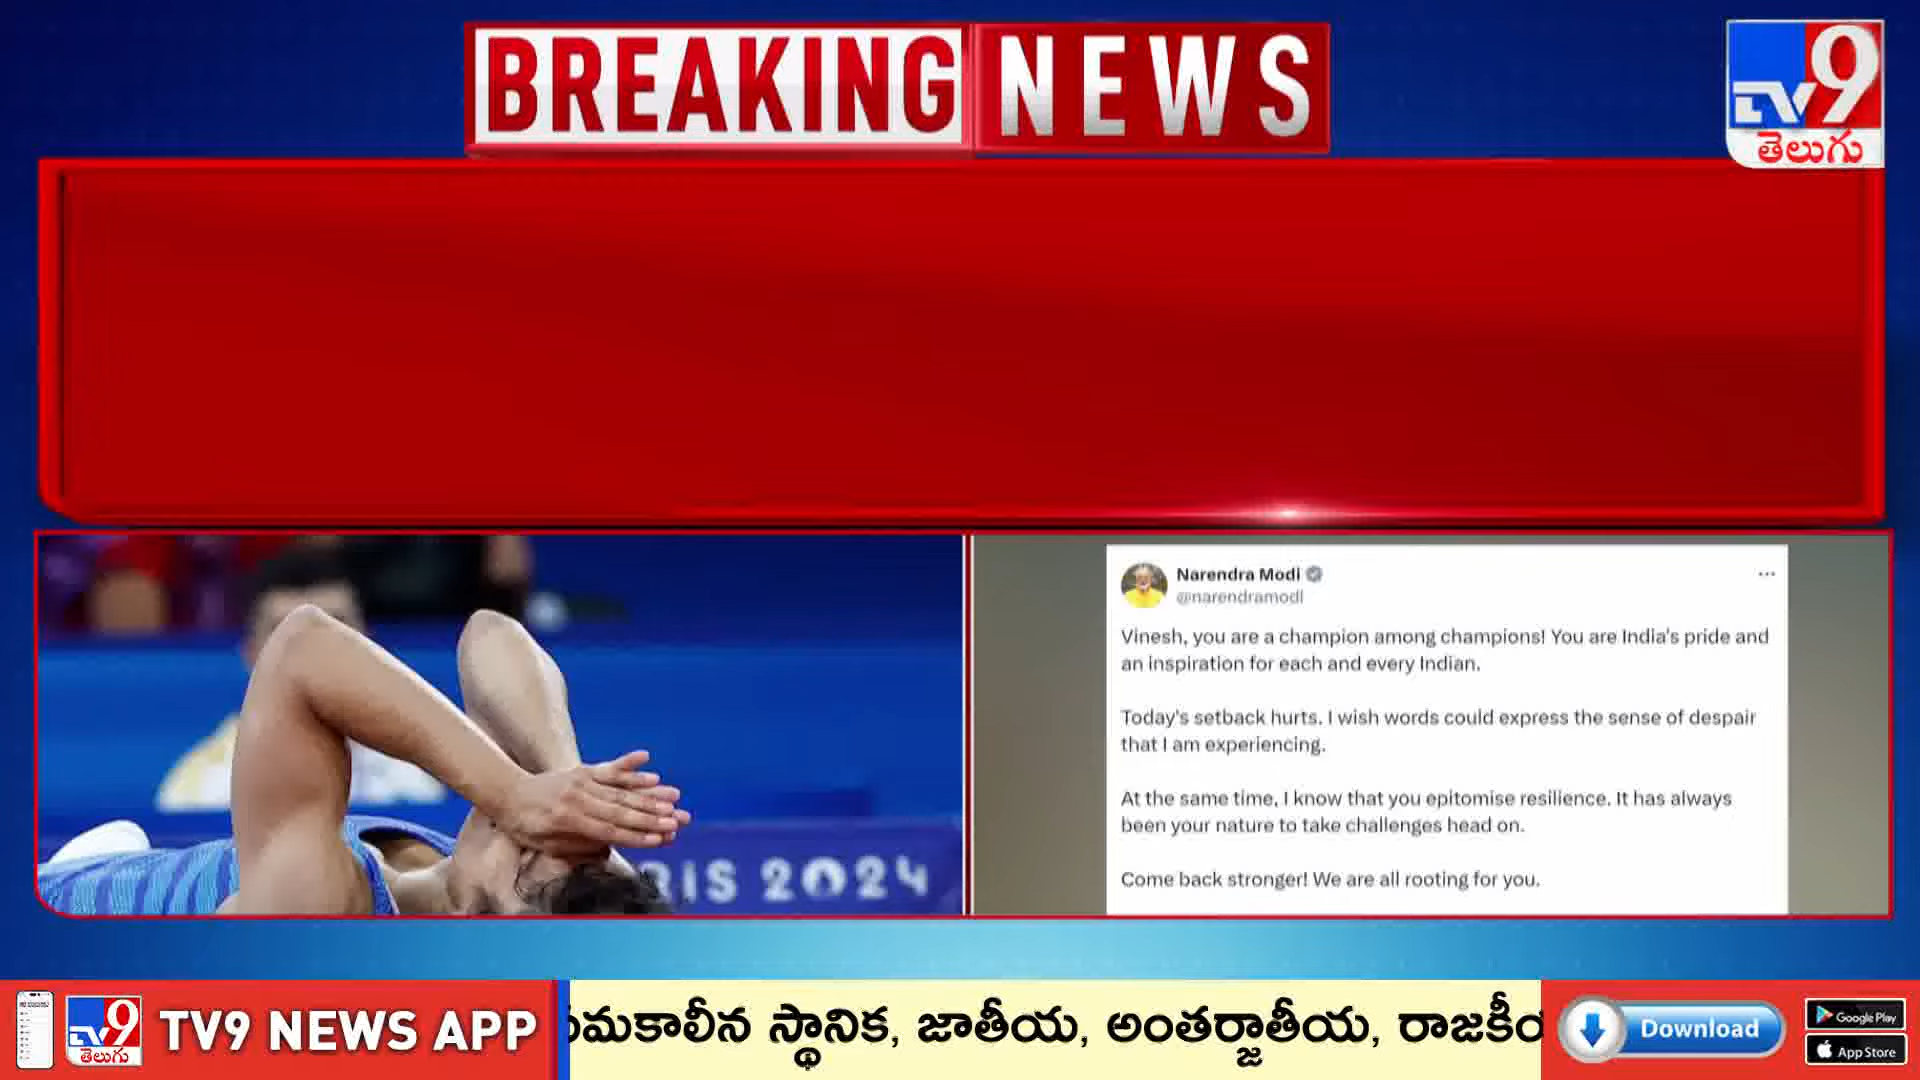 BREAKING NEWS
TV9
తెలుగు
Narendra Modi
@narendramodi
Vinesh, you are a champion among champions! You are India's pride and
an inspiration for each and every Indian.
Today's setback hurts. I wish words could express the sense of despair
that I am experiencing.
At the same time, I know that you epitomise resilience. It has always
been your nature to take challenges head on.
Come back stronger! We are all rooting for you.
2024
TV9
తెలుగు
TV9 NEWS APP
స్థానిక, జాతీయ, అంతర్జాతీయ,
Download
Google Play
App Store